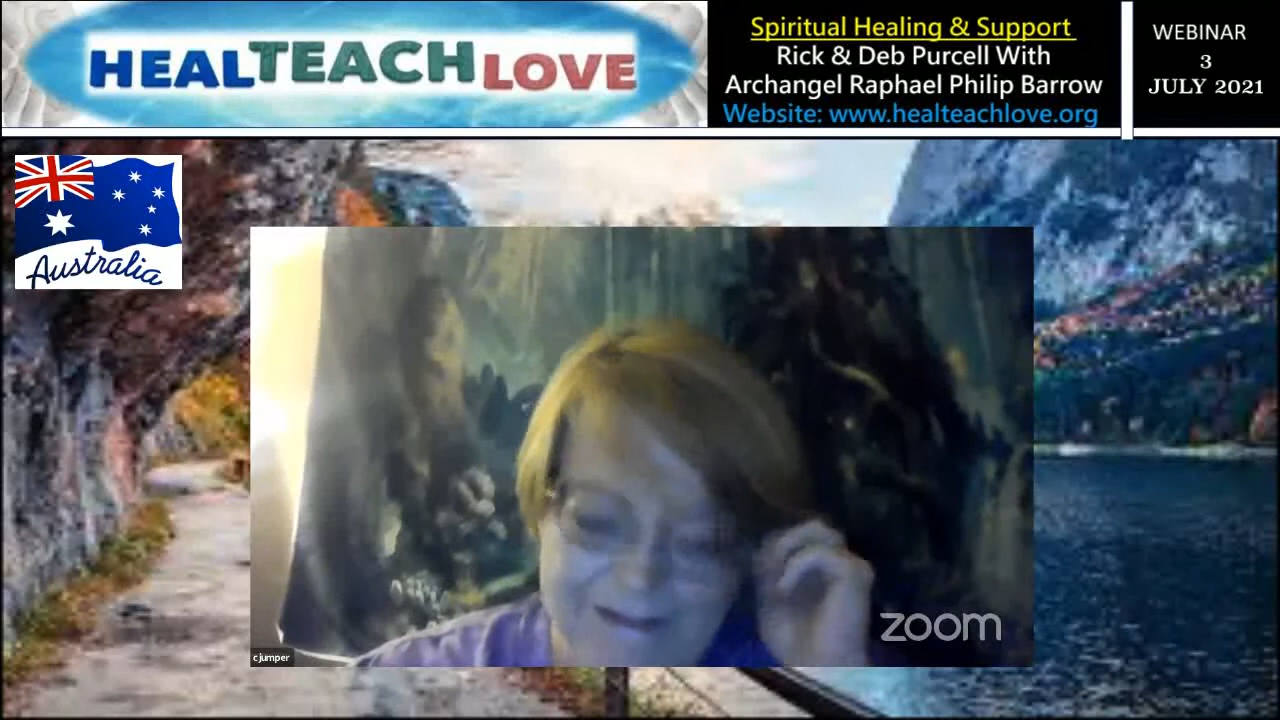 HEALTEACHLOVE
Spiritual Healing & Support
Rick & Deb Purcell With
Archangel Raphael Philip Barrow
Website: www.healteachlove.org
WEBINAR
3
JULY 2021
Australia
zoom
cjumper